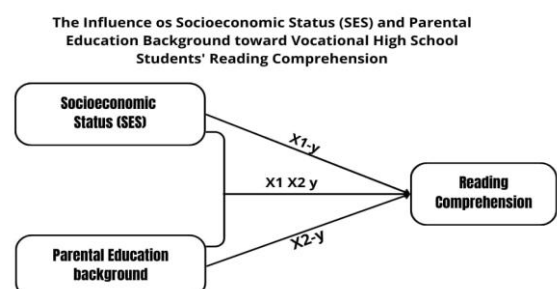 The Influence os Socioeconomic Status (SES) and Parental
Education Background toward Vocational High School
Students' Reading Comprehension
Socioeconomic
Status (SES)
X1-y
X1 X2 y
Reading
Comprehension
X2-y
Parental Education
background